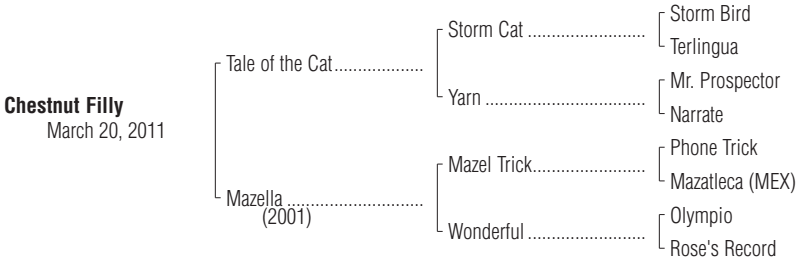 Storm Bird
Storm Cat ..........................
Terlingua
Tale of the Cat....................
Mr. Prospector
Yarn ...................................
Narrate
Chestnut Filly
March 20, 2011
Phone Trick
Mazel Trick.........................
Mazatleca (MEX)
Mazella ..............................
(2001)
Olympio
Wonderful ..........................
Rose's Record